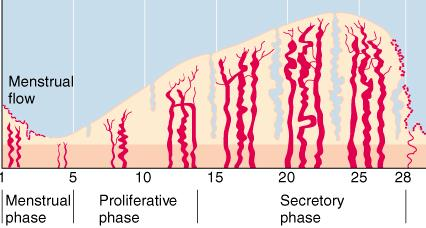 Menstrual
flow
1 5 10 15 20 25 28
Menstrual
phase
Proliferative
phase
Secretory
phase